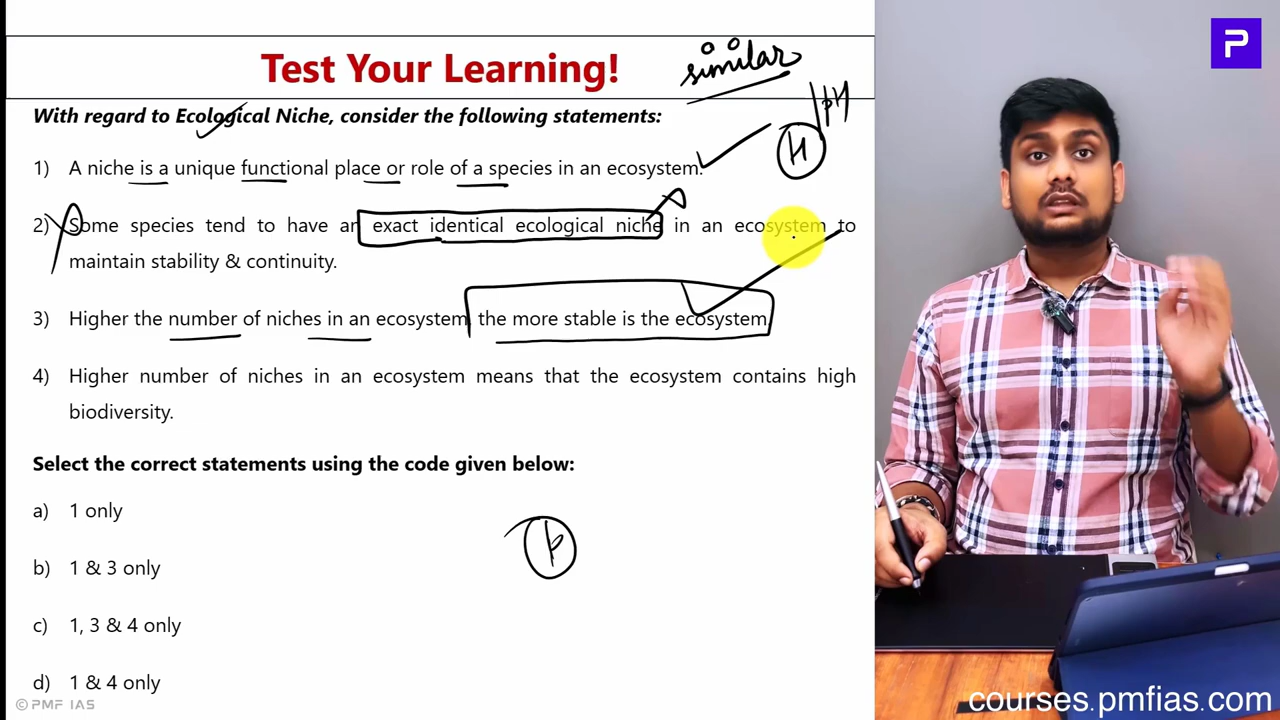 Test Your Learning!
similar
P
With regard to Ecological Niche, consider the following statements:
pH
H
1) A niche is a unique functional place or role of a species in an ecosystem.
2) Some species tend to have an exact identical ecological niche in an ecosystem to
maintain stability & continuity.
3) Higher the number of niches in an ecosystem, the more stable is the ecosystem.
4) Higher number of niches in an ecosystem means that the ecosystem contains high
biodiversity.
Select the correct statements using the code given below:
a) 1 only
b) 1 & 3 only
c) 1, 3 & 4 only
d) 1 & 4 only
© PMF IAS
courses.pmfias.com